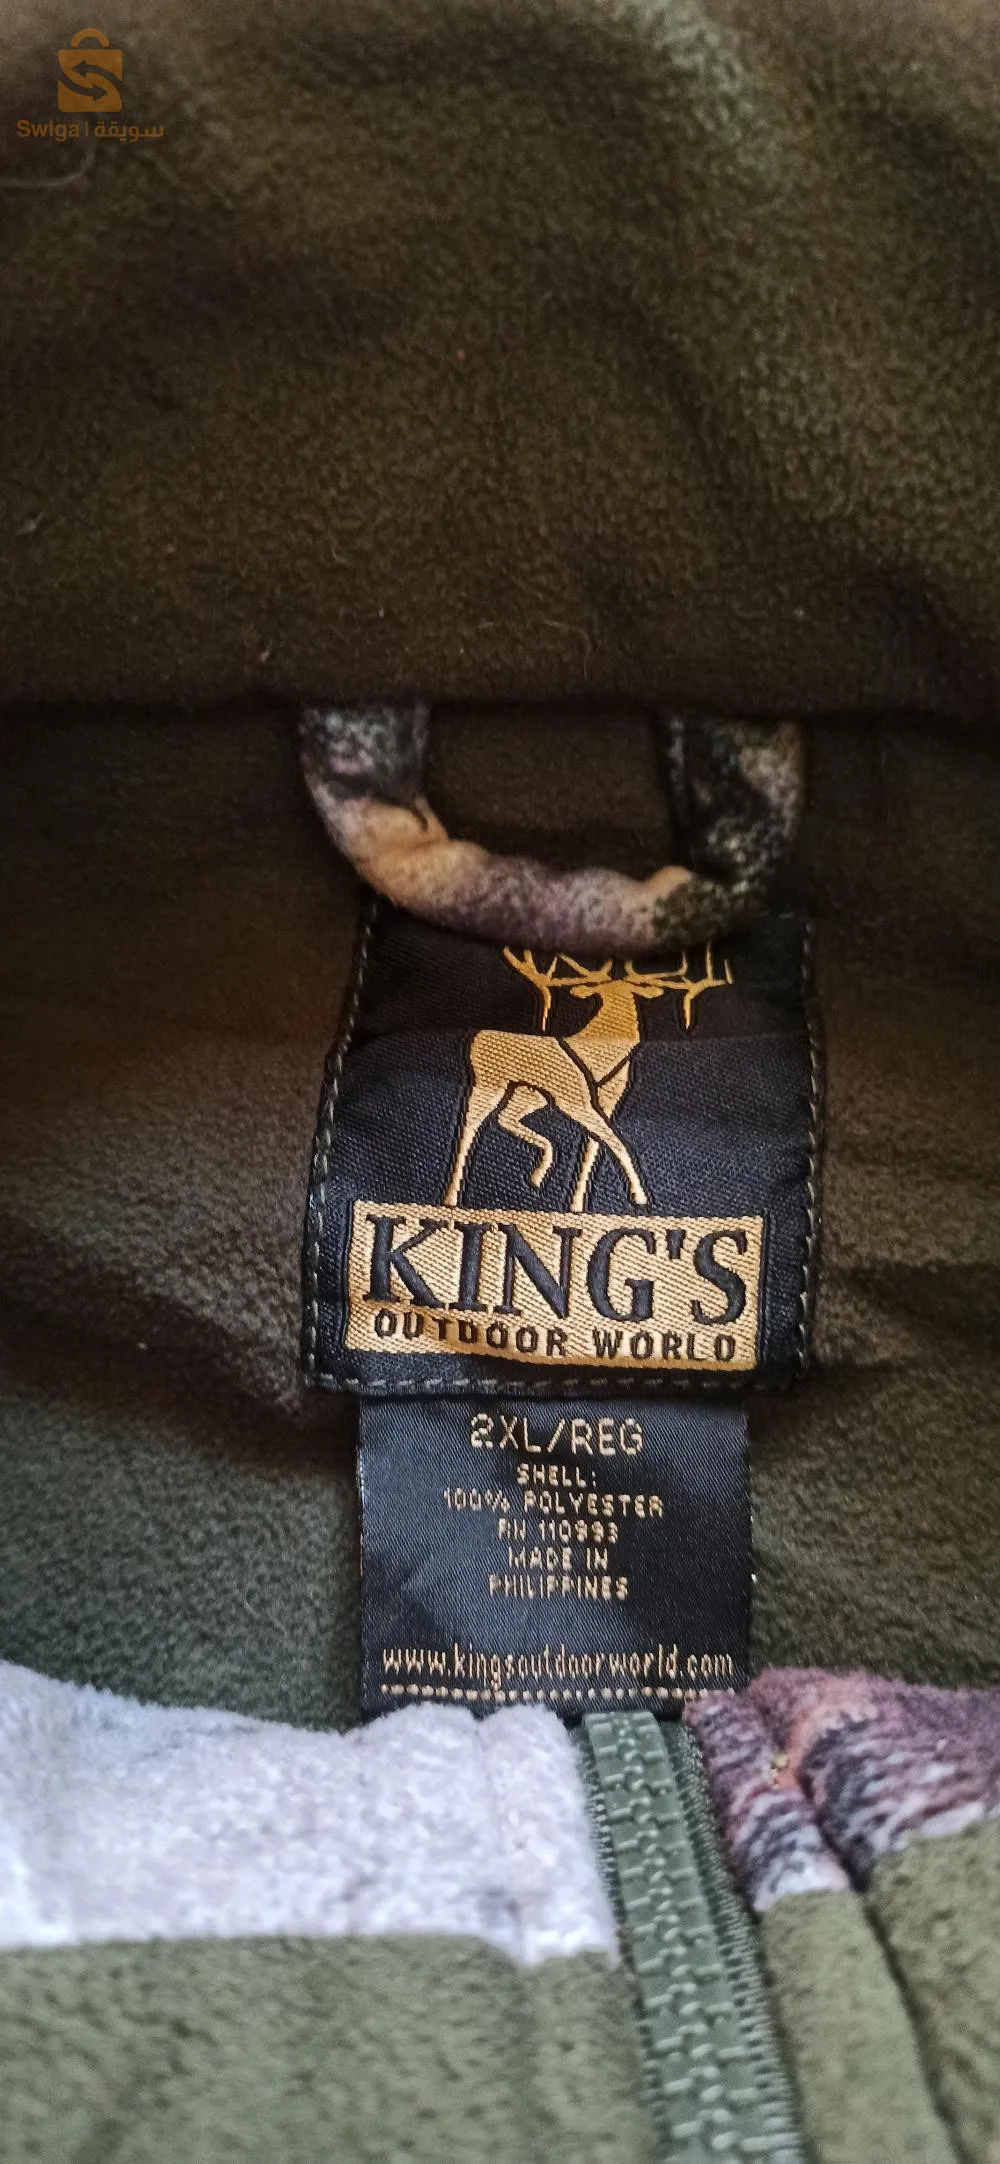 Swiga | سويقة
KING'S
OUTDOOR WORLD
2XL/REG
SHELL:
100% POLYESTER
RN 110993
MADE IN
PHILIPPINES
www.kingsoutdoorworld.com